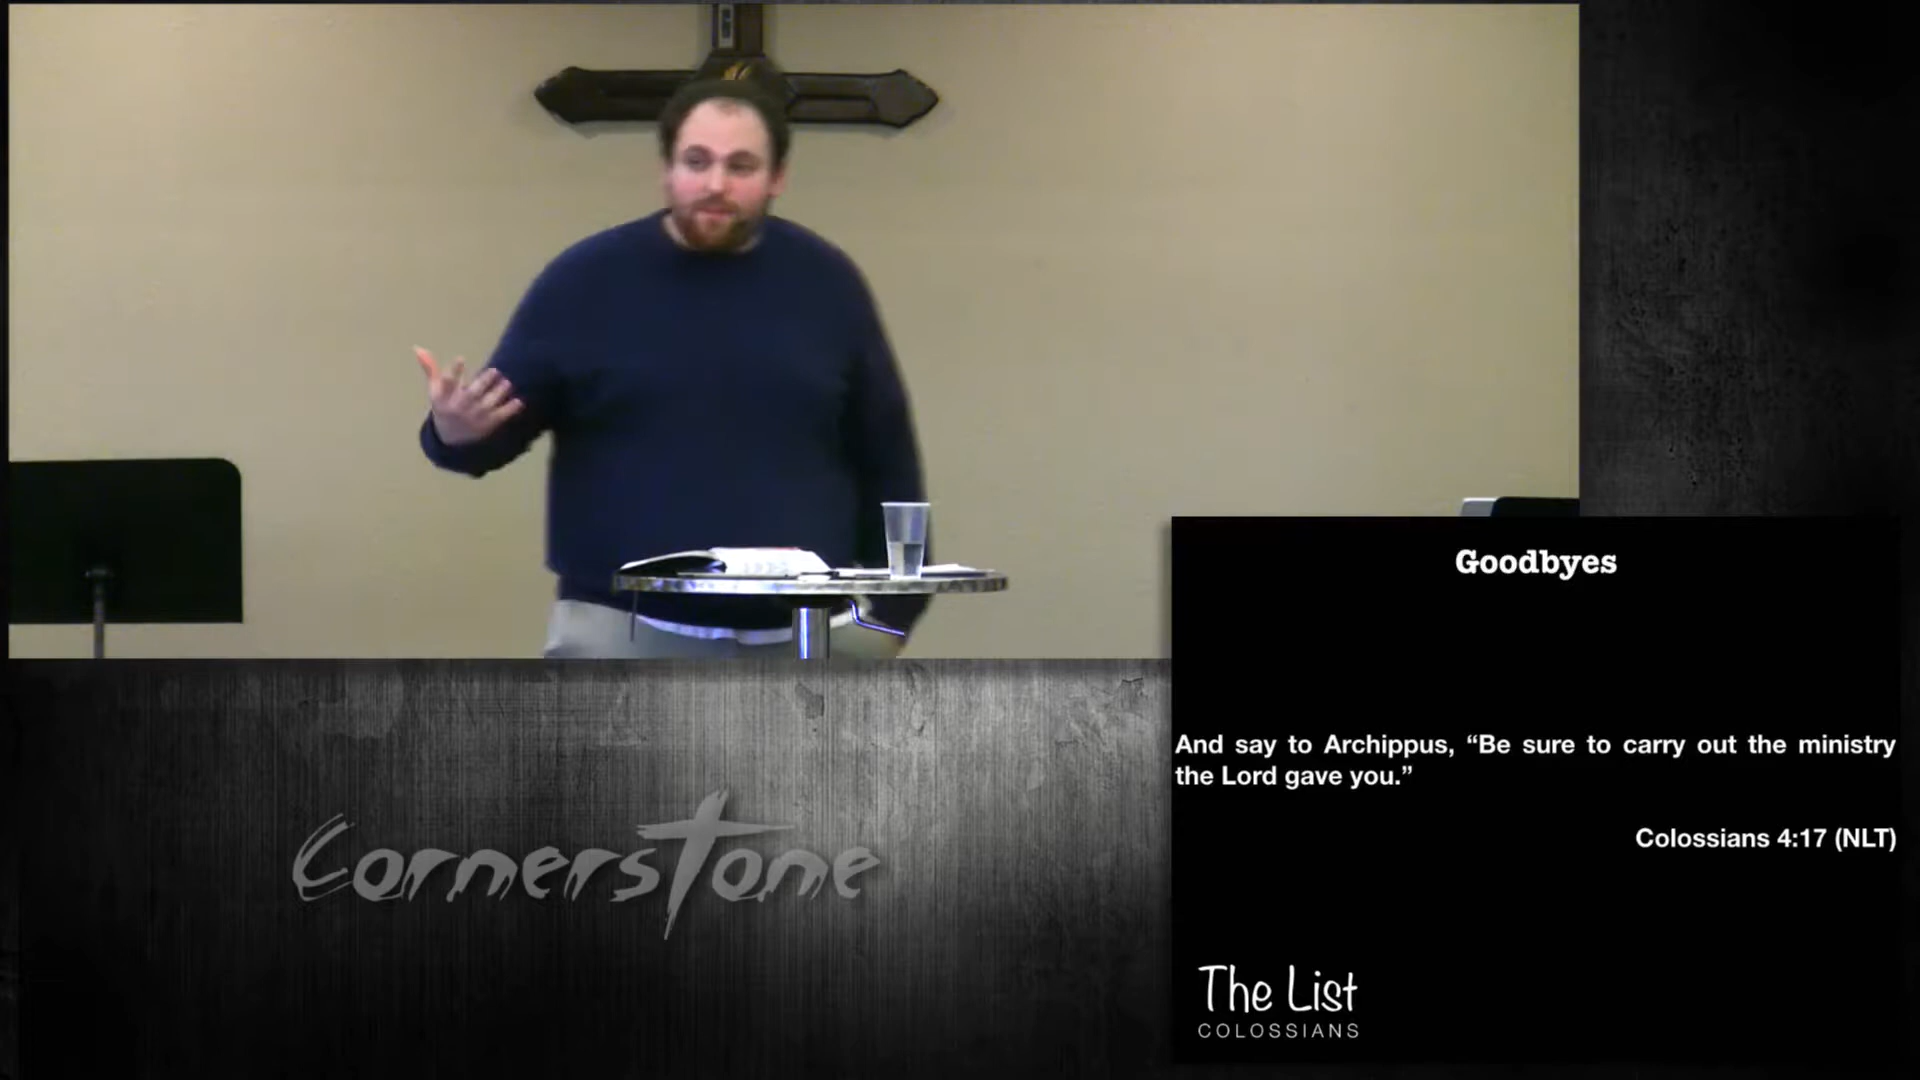 Goodbyes
And say to Archippus, “Be sure to carry out the ministry
the Lord gave you.”
Colossians 4:17 (NLT)
Cornerstone
The List
COLOSSIANS